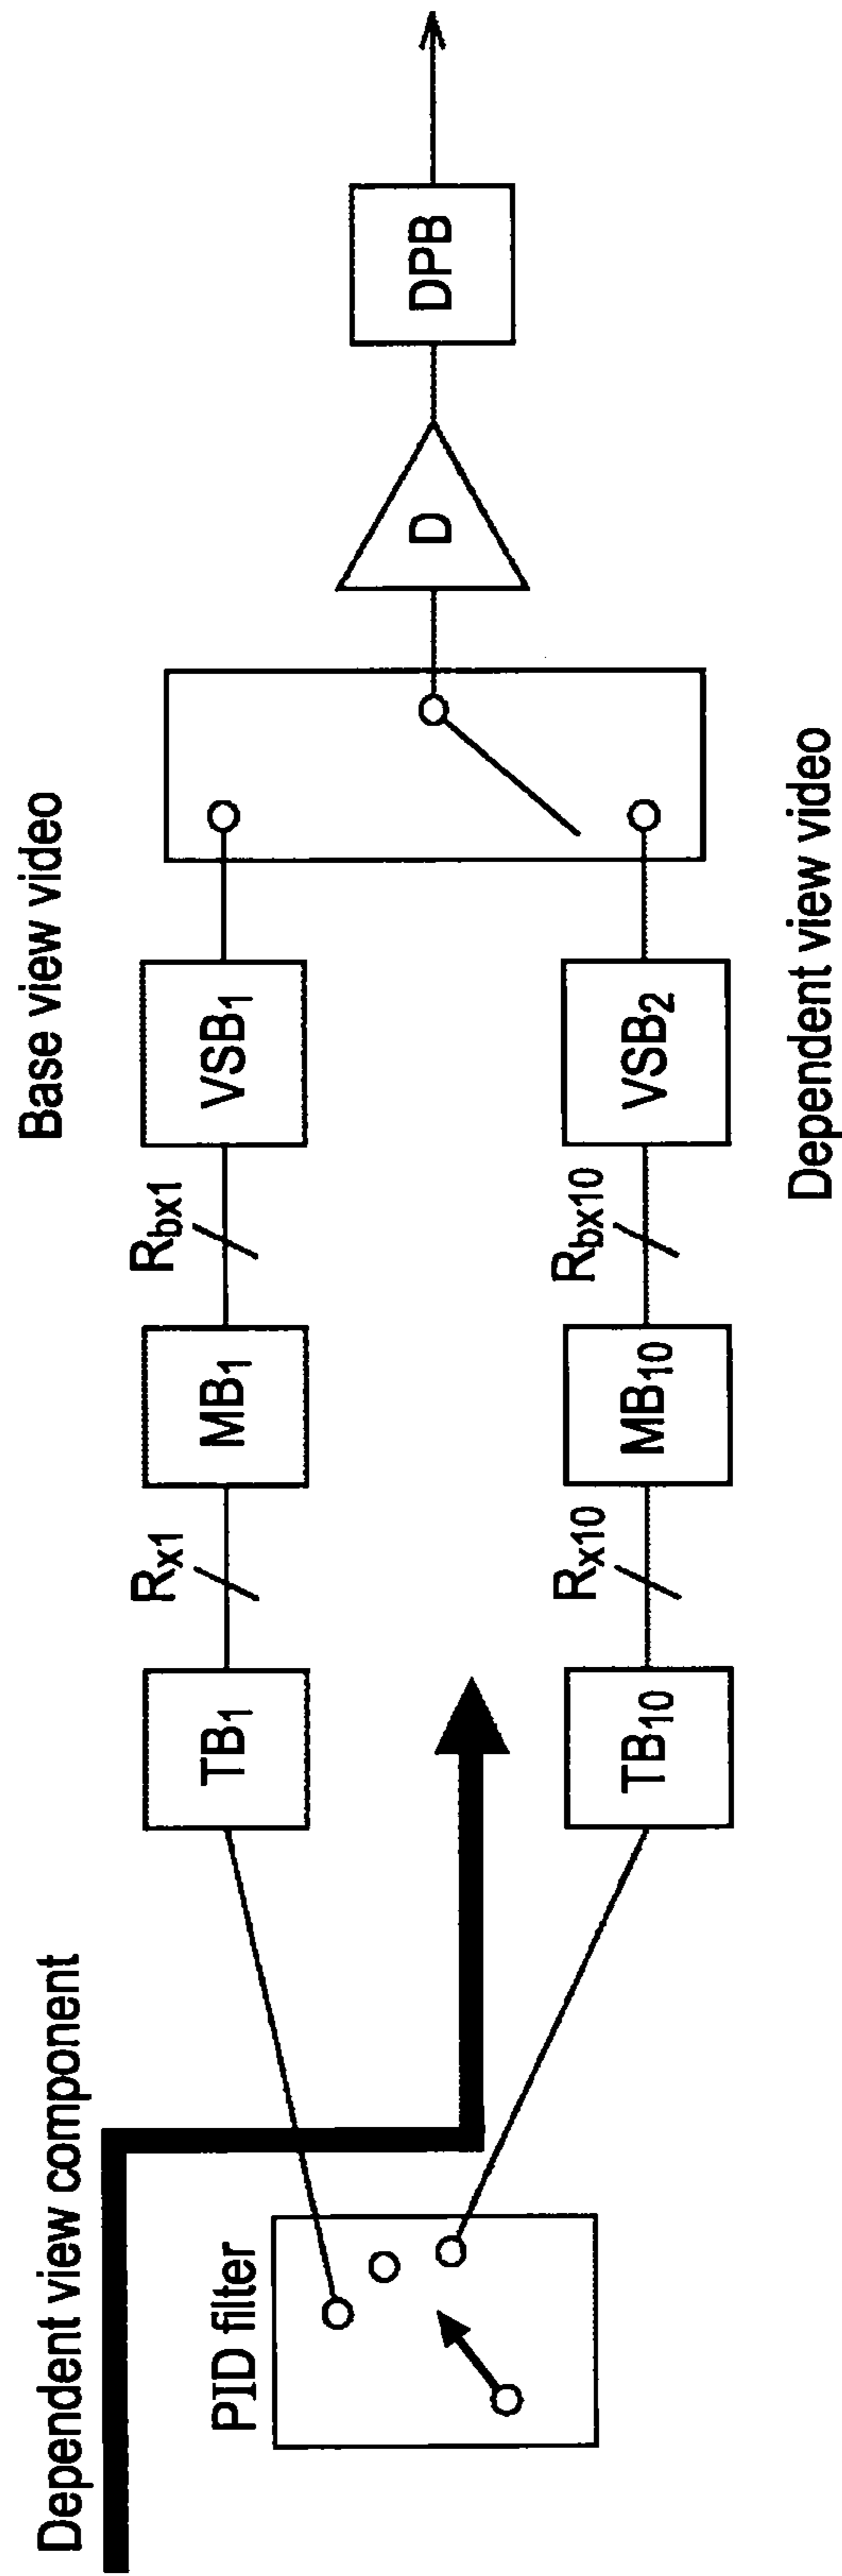 Dependent view component
PID filter
TB1
Rx1
MB1
Rbx1
VSB1
Base view video
TB10
Rx10
MB10
Rbx10
VSB2
Dependent view video
D
DPB